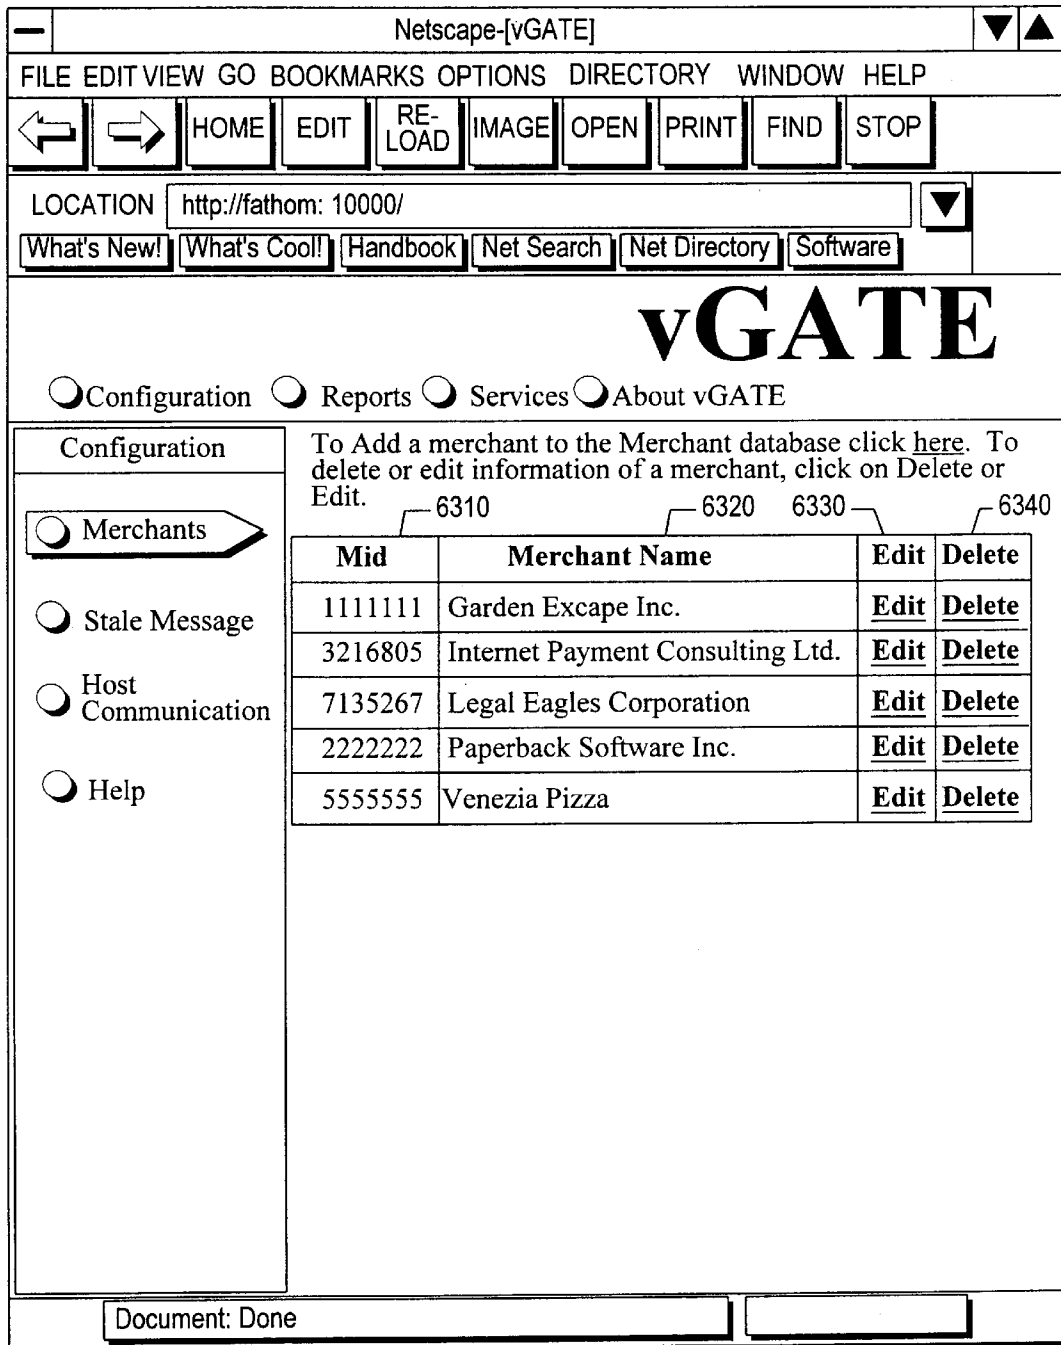 Netscape-[vGATE]
FILE EDIT VIEW GO BOOKMARKS OPTIONS DIRECTORY WINDOW HELP
HOME EDIT RE-LOAD IMAGE OPEN PRINT FIND STOP
LOCATION http://fathom: 10000/
What's New! What's Cool! Handbook Net Search Net Directory Software
vGATE
Configuration Reports Services About vGATE
Configuration
Merchants
Stale Message
Host
Communication
Help
To Add a merchant to the Merchant database click here. To
delete or edit information of a merchant, click on Delete or
Edit.
6310 6320 6330 6340
Mid Merchant Name Edit Delete
1111111 Garden Excape Inc. Edit Delete
3216805 Internet Payment Consulting Ltd. Edit Delete
7135267 Legal Eagles Corporation Edit Delete
2222222 Paperback Software Inc. Edit Delete
5555555 Venezia Pizza Edit Delete
Document: Done